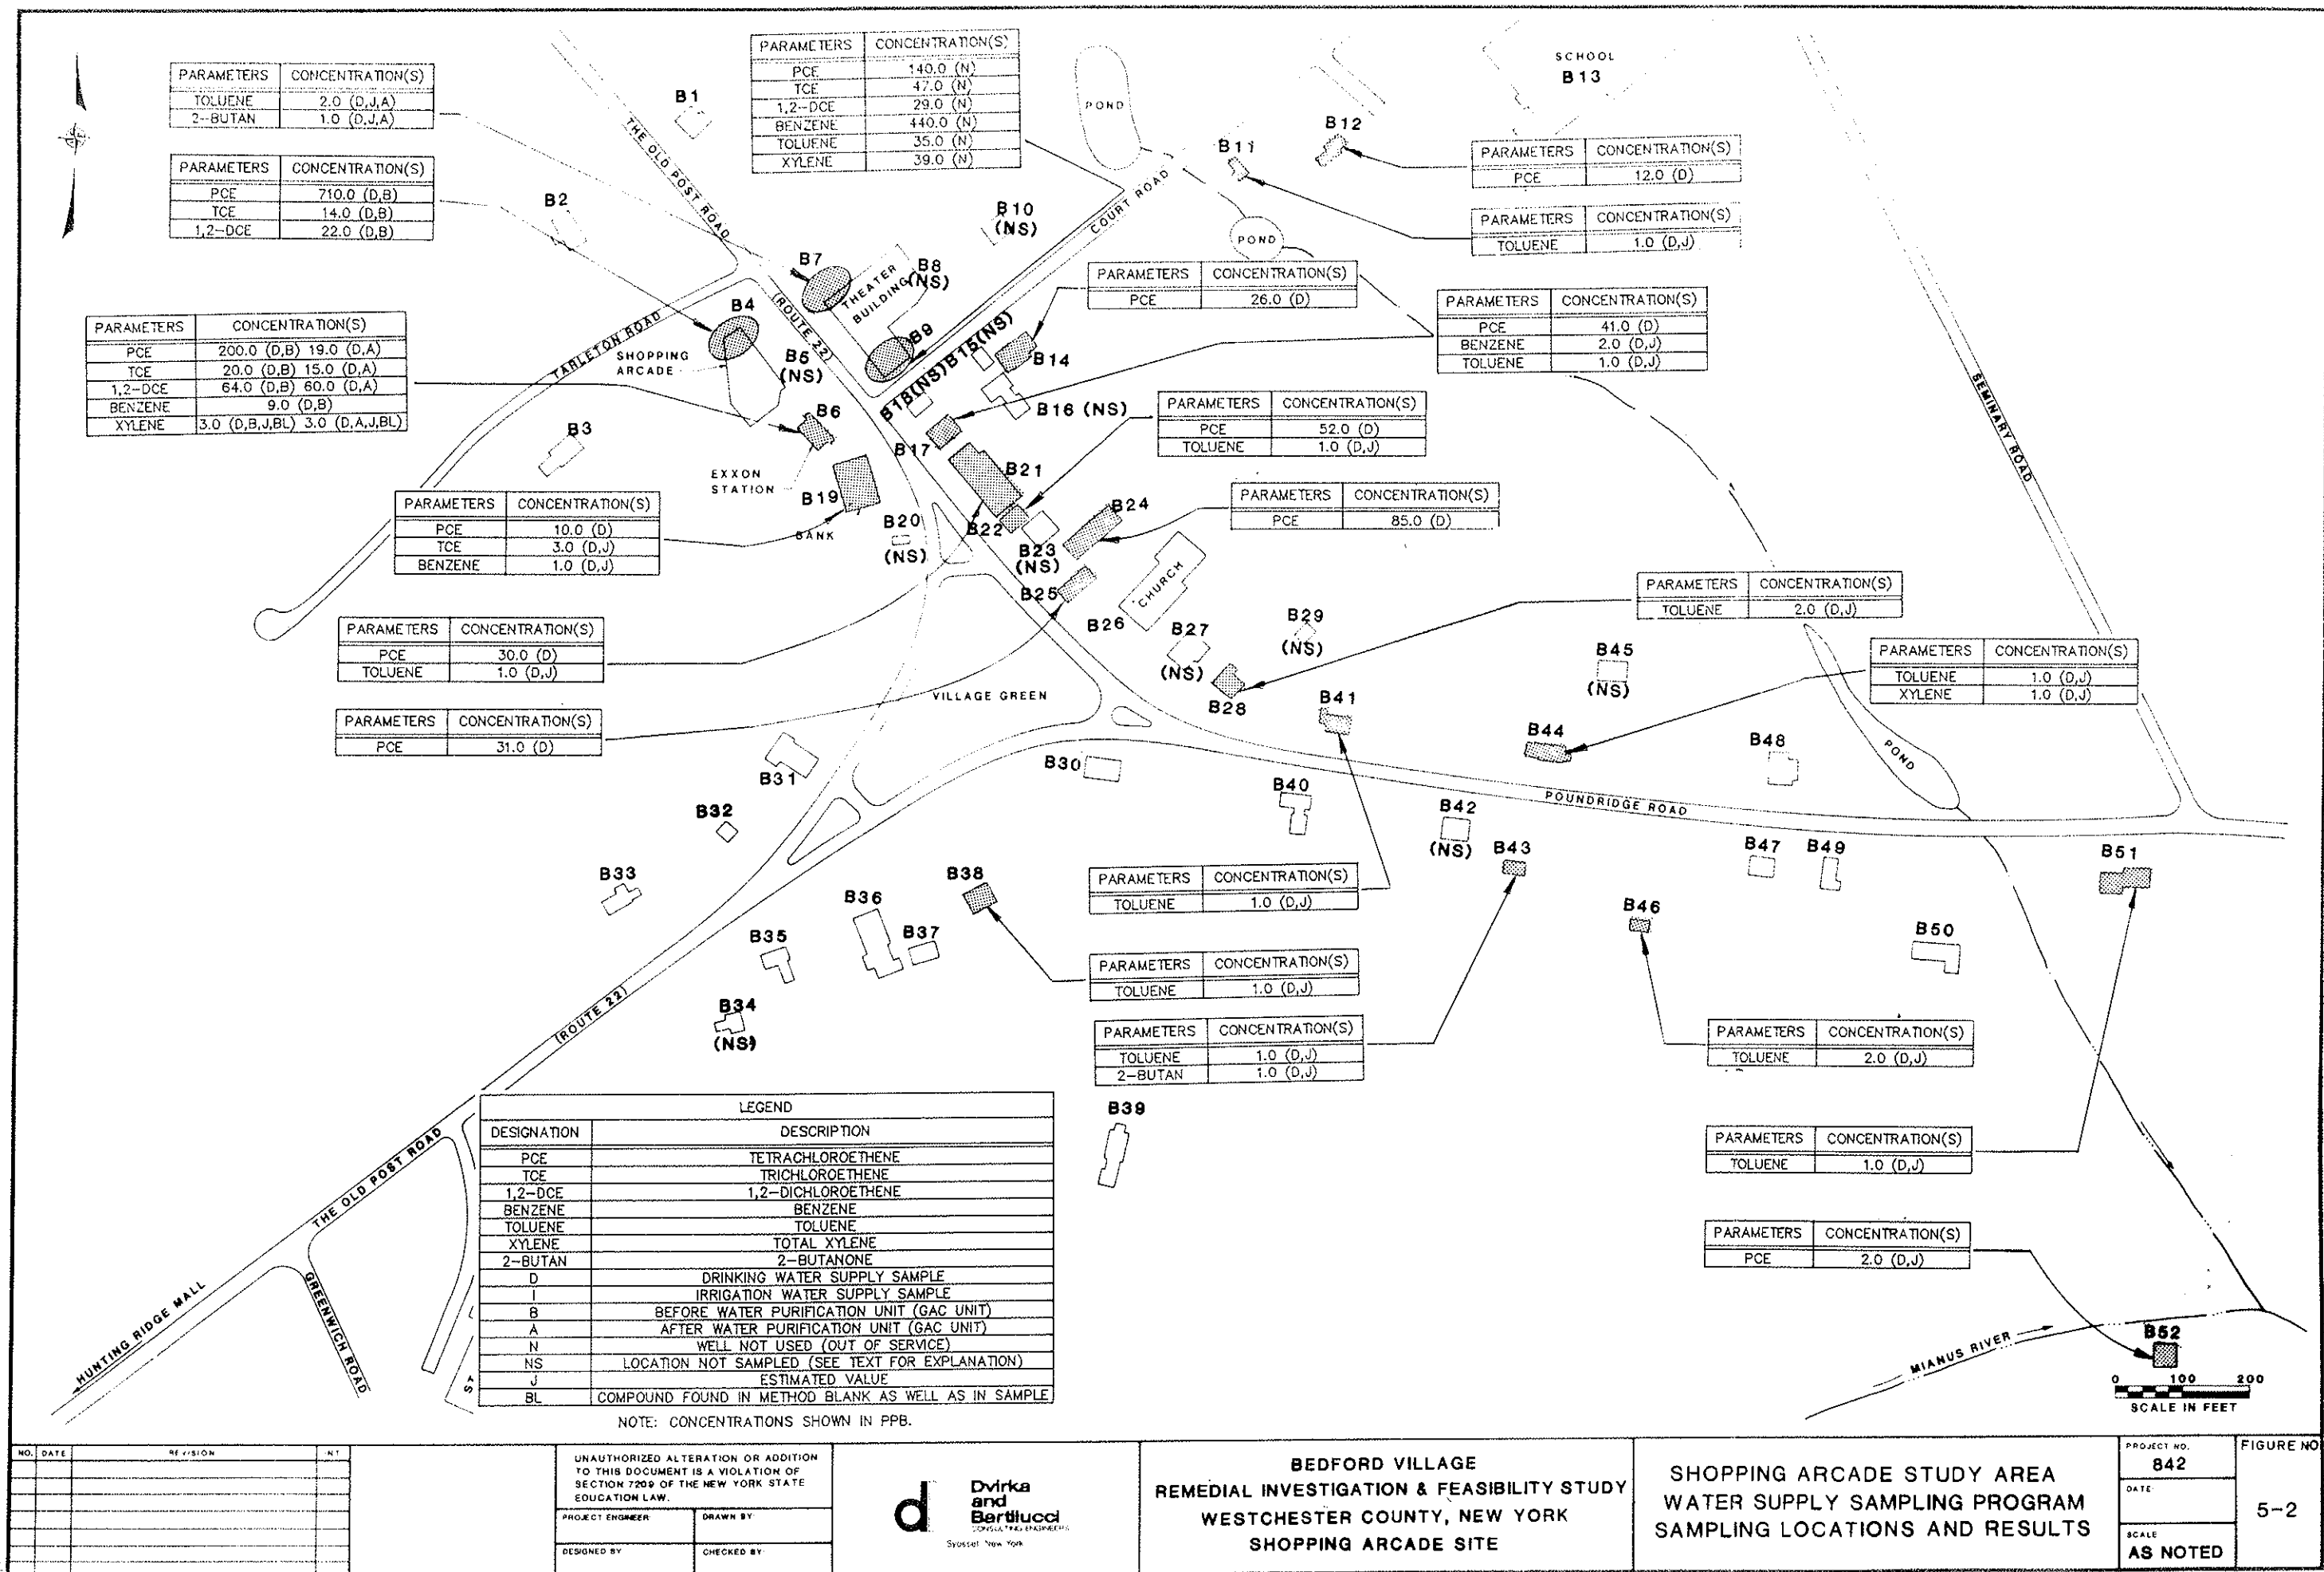 PARAMETERS CONCENTRATION(S)
TOLUENE 2.0 (D,J,A)
2-BUTAN 1.0 (D,J,A)
PARAMETERS CONCENTRATION(S)
PCE 710.0 (D,B)
TCE 14.0 (D,B)
1,2-DCE 22.0 (D,B)
PARAMETERS CONCENTRATION(S)
PCE 200.0 (D,B) 19.0 (D,A)
TCE 20.0 (D,B) 15.0 (D,A)
1,2-DCE 64.0 (D,B) 60.0 (D,A)
BENZENE 9.0 (D,B)
XYLENE 3.0 (D,B,J,BL) 3.0 (D,A,J,BL)
PARAMETERS CONCENTRATION(S)
PCE 140.0 (N)
TCE 47.0 (N)
1,2-DCE 29.0 (N)
BENZENE 440.0 (N)
TOLUENE 35.0 (N)
XYLENE 39.0 (N)
PARAMETERS CONCENTRATION(S)
PCE 12.0 (D)
PARAMETERS CONCENTRATION(S)
TOLUENE 1.0 (D,J)
PARAMETERS CONCENTRATION(S)
PCE 26.0 (D)
PARAMETERS CONCENTRATION(S)
PCE 41.0 (D)
BENZENE 2.0 (D,J)
TOLUENE 1.0 (D,J)
PARAMETERS CONCENTRATION(S)
PCE 52.0 (D)
TOLUENE 1.0 (D,J)
PARAMETERS CONCENTRATION(S)
PCE 85.0 (D)
PARAMETERS CONCENTRATION(S)
PCE 10.0 (D)
TCE 3.0 (D,J)
BENZENE 1.0 (D,J)
PARAMETERS CONCENTRATION(S)
PCE 30.0 (D)
TOLUENE 1.0 (D,J)
PARAMETERS CONCENTRATION(S)
PCE 31.0 (D)
PARAMETERS CONCENTRATION(S)
TOLUENE 2.0 (D,J)
PARAMETERS CONCENTRATION(S)
TOLUENE 1.0 (D,J)
XYLENE 1.0 (D,J)
PARAMETERS CONCENTRATION(S)
TOLUENE 1.0 (D,J)
PARAMETERS CONCENTRATION(S)
TOLUENE 1.0 (D,J)
PARAMETERS CONCENTRATION(S)
TOLUENE 1.0 (D,J)
2-BUTAN 1.0 (D,J)
PARAMETERS CONCENTRATION(S)
TOLUENE 2.0 (D,J)
PARAMETERS CONCENTRATION(S)
TOLUENE 1.0 (D,J)
PARAMETERS CONCENTRATION(S)
PCE 2.0 (D,J)
SCHOOL
B13
B1
B2
B3
B4
B5
(NS)
B6
B7
B8
(NS)
B9
B10
(NS)
B11
B12
B14
B15(NS)
B16 (NS)
B17
B18(NS)
B19
B20
(NS)
B21
B22
B23
(NS)
B24
B25
B26
B27
(NS)
B28
B29
(NS)
B30
B31
B32
B33
B34
(NS)
B35
B36
B37
B38
B39
B40
B41
B42
(NS)
B43
B44
B45
(NS)
B46
B47
B48
B49
B50
B51
B52
POND
POND
POND
THE OLD POST ROAD
(ROUTE 22)
COURT ROAD
TARLETON ROAD
THEATER
BUILDING
SHOPPING
ARCADE
EXXON
STATION
BANK
CHURCH
VILLAGE GREEN
SEMINARY ROAD
POUNDRIDGE ROAD
(ROUTE 22)
THE OLD POST ROAD
HUNTING RIDGE MALL
GREENWICH ROAD
ST
MIANUS RIVER
0 100 200
SCALE IN FEET
LEGEND
DESIGNATION DESCRIPTION
PCE TETRACHLOROETHENE
TCE TRICHLOROETHENE
1,2-DCE 1,2-DICHLOROETHENE
BENZENE BENZENE
TOLUENE TOLUENE
XYLENE TOTAL XYLENE
2-BUTAN 2-BUTANONE
D DRINKING WATER SUPPLY SAMPLE
I IRRIGATION WATER SUPPLY SAMPLE
B BEFORE WATER PURIFICATION UNIT (GAC UNIT)
A AFTER WATER PURIFICATION UNIT (GAC UNIT)
N WELL NOT USED (OUT OF SERVICE)
NS LOCATION NOT SAMPLED (SEE TEXT FOR EXPLANATION)
J ESTIMATED VALUE
BL COMPOUND FOUND IN METHOD BLANK AS WELL AS IN SAMPLE
NOTE: CONCENTRATIONS SHOWN IN PPB.
NO. DATE REVISION INT
UNAUTHORIZED ALTERATION OR ADDITION
TO THIS DOCUMENT IS A VIOLATION OF
SECTION 7209 OF THE NEW YORK STATE
EDUCATION LAW.
PROJECT ENGINEER: DRAWN BY:
DESIGNED BY CHECKED BY:
d
Dvirka
and
Bartilucci
CONSULTING ENGINEERS
Syosset New York
BEDFORD VILLAGE
REMEDIAL INVESTIGATION & FEASIBILITY STUDY
WESTCHESTER COUNTY, NEW YORK
SHOPPING ARCADE SITE
SHOPPING ARCADE STUDY AREA
WATER SUPPLY SAMPLING PROGRAM
SAMPLING LOCATIONS AND RESULTS
PROJECT NO.
842
DATE:
SCALE
AS NOTED
FIGURE NO
5-2